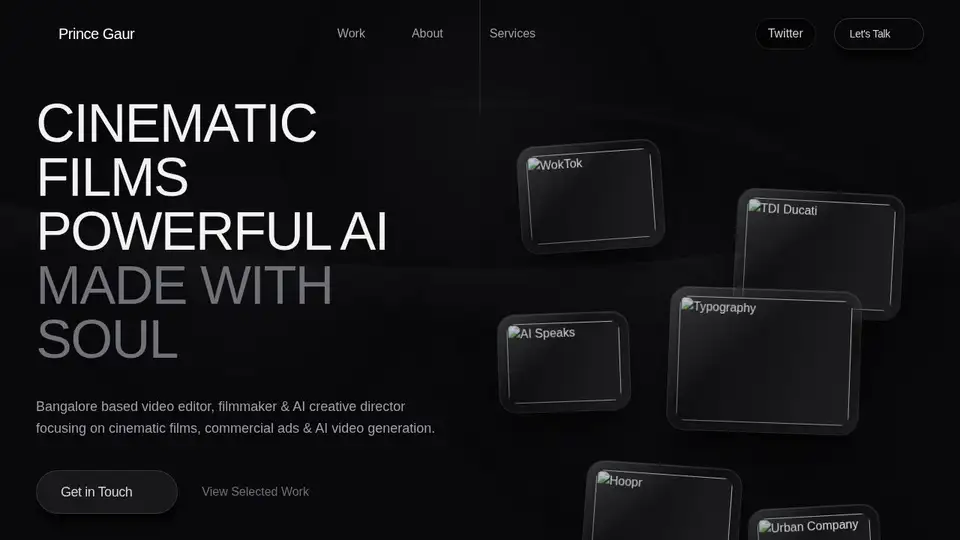 Prince Gaur
Work
About
Services
Twitter
Let's Talk
CINEMATIC
FILMS
POWERFUL AI
MADE WITH
SOUL
Bangalore based video editor, filmmaker & AI creative director
focusing on cinematic films, commercial ads & AI video generation.
Get in Touch
View Selected Work
WokTok
TDI Ducati
Typography
AI Speaks
Hoopr
Urban Company